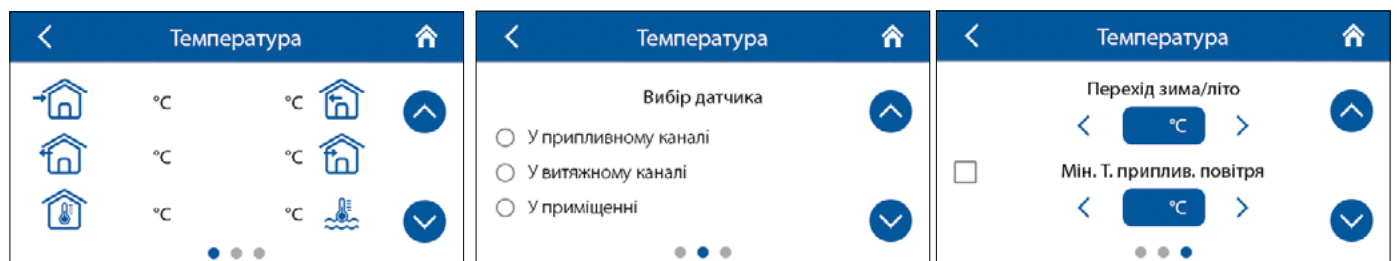 Температура
°C °C
°C °C
°C °C
Температура
Вибір датчика
У припливному каналі
У витяжному каналі
У приміщенні
Температура
Перехід зима/літо
°C
Мін. Т. приплив. повітря
°C